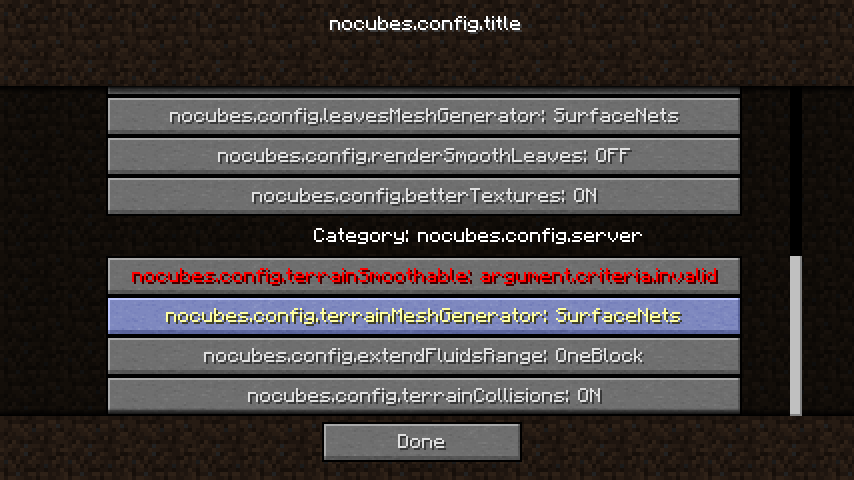 nocubes.config.title
nocubes.config.leavesMeshGenerator: SurfaceNets
nocubes.config.renderSmoothLeaves: OFF
nocubes.config.betterTextures: ON
Category: nocubes.config.server
nocubes.config.terrainSmoothable: argument.criteria.invalid
nocubes.config.terrainMeshGenerator: SurfaceNets
nocubes.config.extendFluidsRange: OneBlock
nocubes.config.terrainCollisions: ON
Done